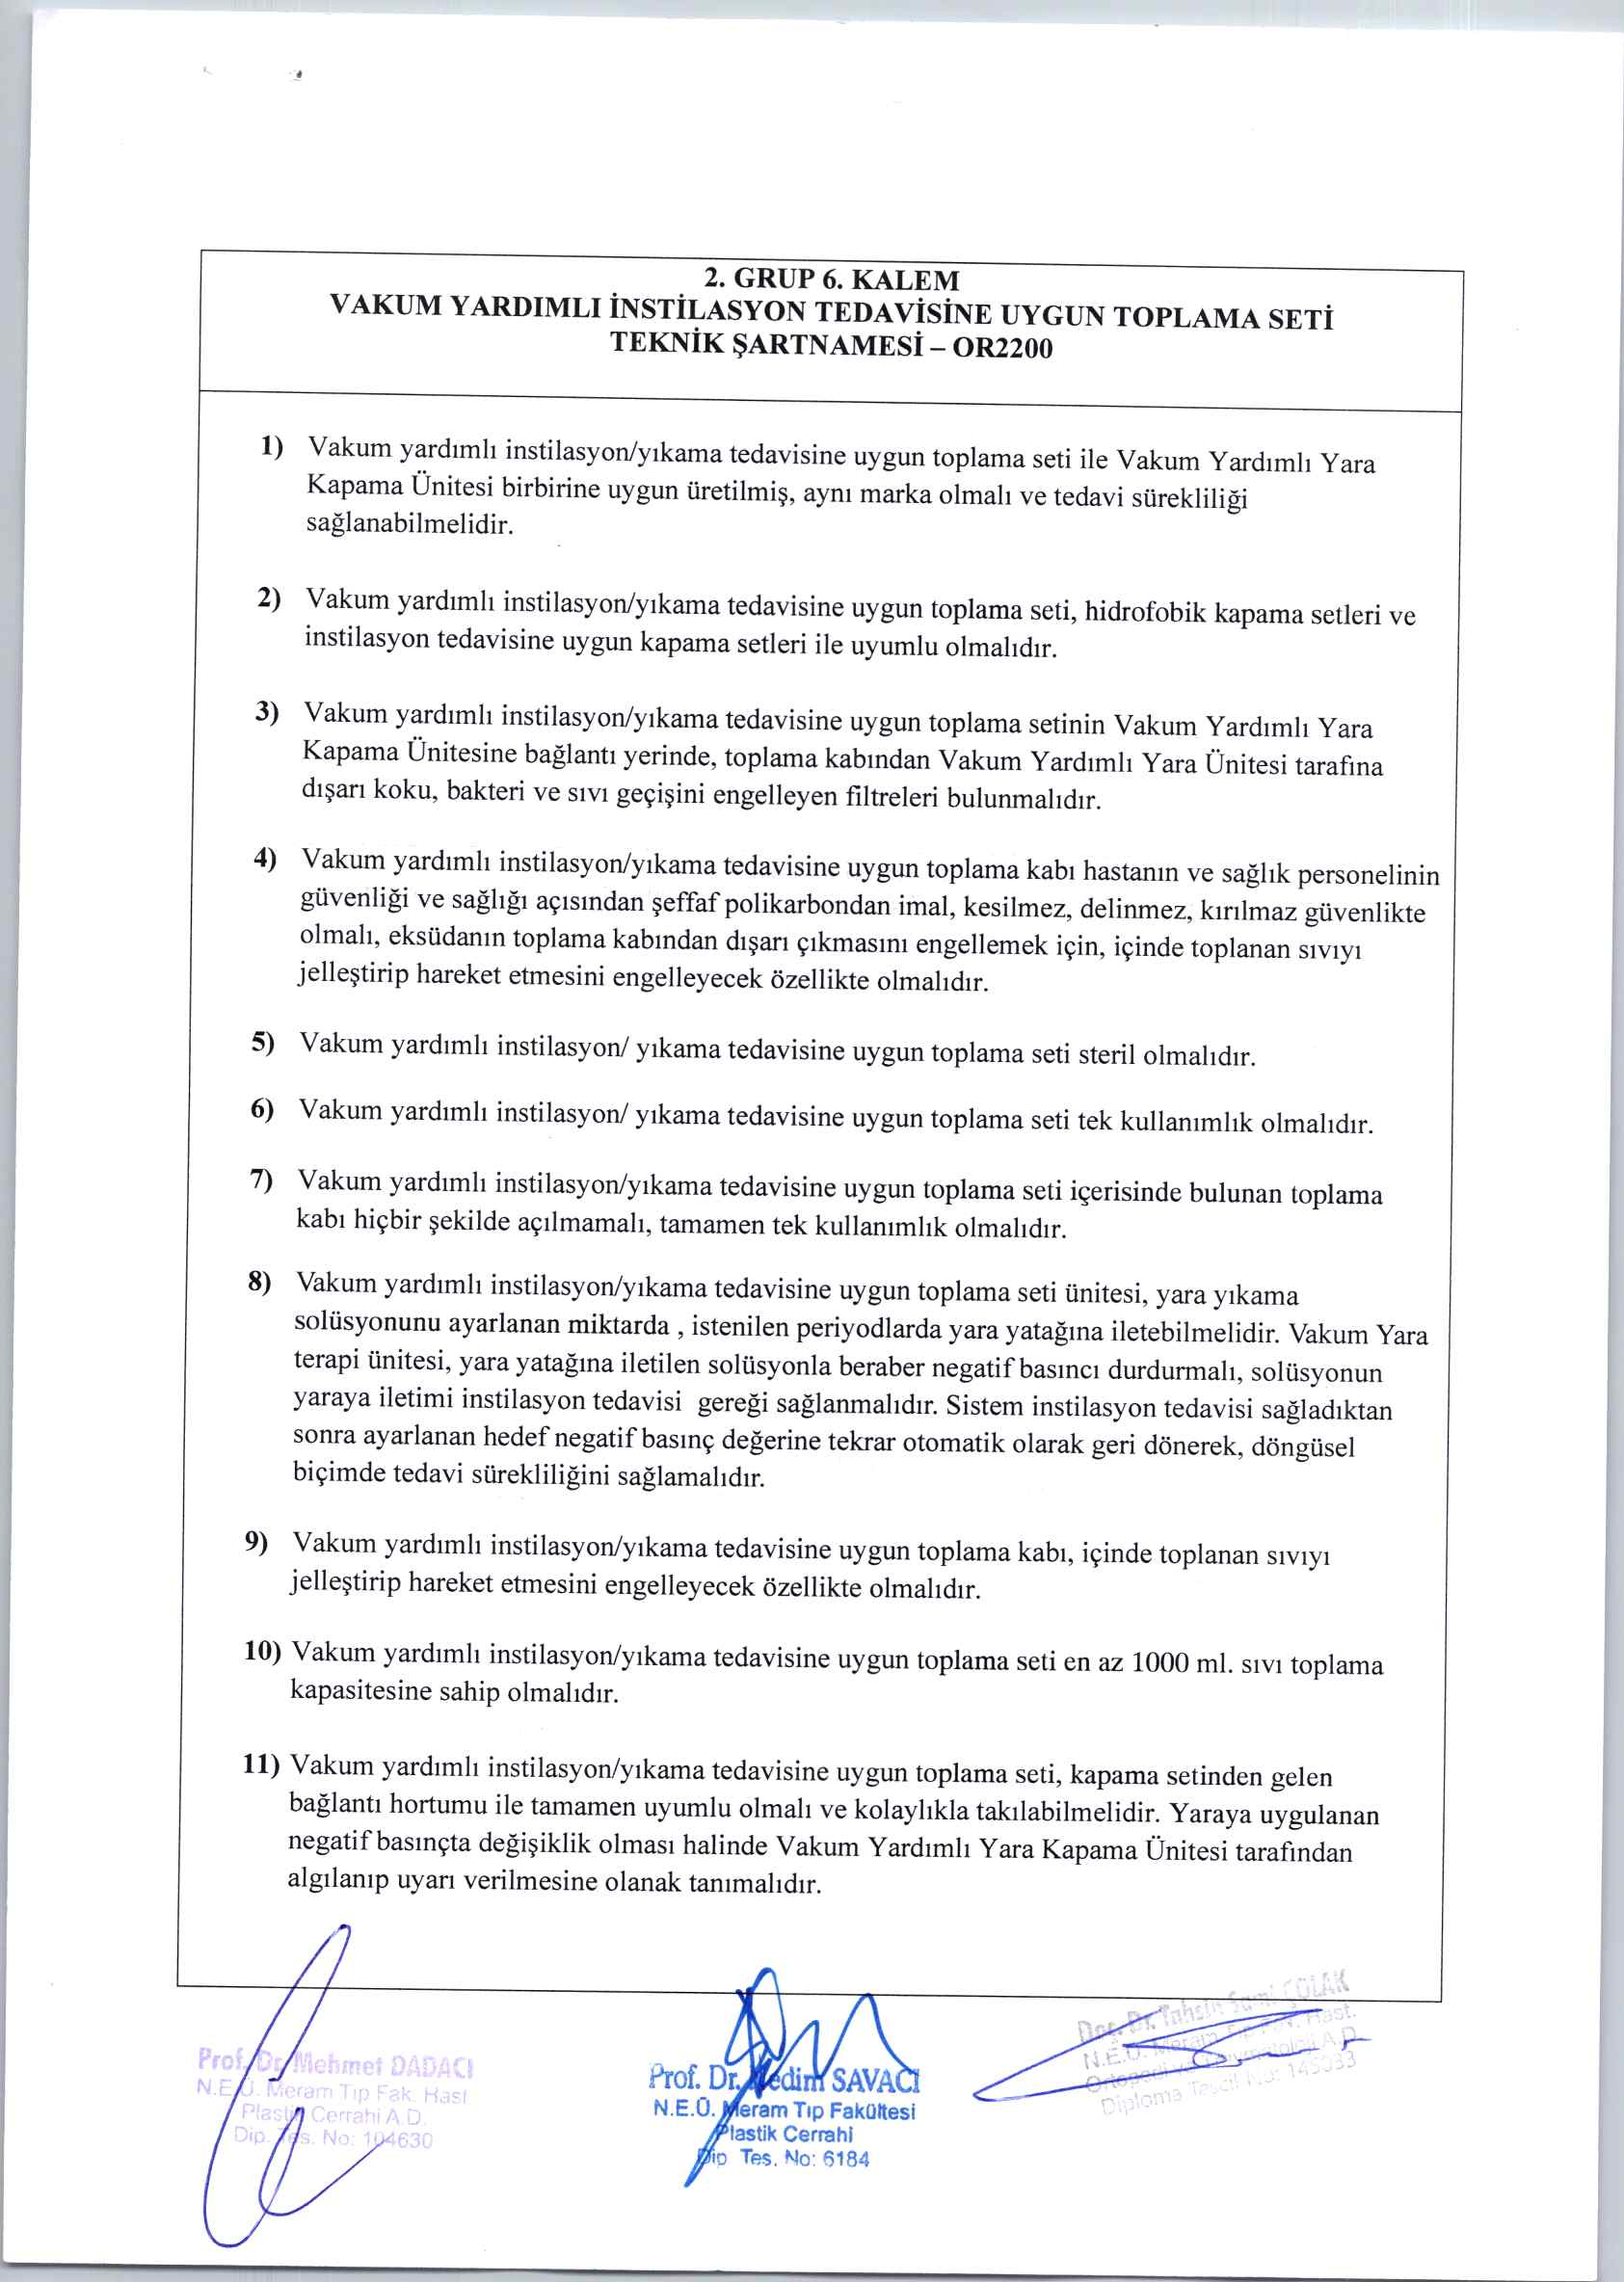 2. GRUP 6. KALEM
VAKUM YARDIMLI İNSTİLASYON TEDAVİSİNE UYGUN TOPLAMA SETİ
TEKNİK ŞARTNAMESİ – OR2200
1) Vakum yardımlı instilasyon/yıkama tedavisine uygun toplama seti ile Vakum Yardımlı Yara
Kapama Ünitesi birbirine uygun üretilmiş, aynı marka olmalı ve tedavi sürekliliği
sağlanabilmelidir.
2) Vakum yardımlı instilasyon/yıkama tedavisine uygun toplama seti, hidrofobik kapama setleri ve
instilasyon tedavisine uygun kapama setleri ile uyumlu olmalıdır.
3) Vakum yardımlı instilasyon/yıkama tedavisine uygun toplama setinin Vakum Yardımlı Yara
Kapama Ünitesine bağlantı yerinde, toplama kabından Vakum Yardımlı Yara Ünitesi tarafına
dışarı koku, bakteri ve sıvı geçişini engelleyen filtreleri bulunmalıdır.
4) Vakum yardımlı instilasyon/yıkama tedavisine uygun toplama kabı hastanın ve sağlık personelinin
güvenliği ve sağlığı açısından şeffaf polikarbondan imal, kesilmez, delinmez, kırılmaz güvenlikte
olmalı, eksüdanın toplama kabından dışarı çıkmasını engellemek için, içinde toplanan sıvıyı
jelleştirip hareket etmesini engelleyecek özellikte olmalıdır.
5) Vakum yardımlı instilasyon/ yıkama tedavisine uygun toplama seti steril olmalıdır.
6) Vakum yardımlı instilasyon/ yıkama tedavisine uygun toplama seti tek kullanımlık olmalıdır.
7) Vakum yardımlı instilasyon/yıkama tedavisine uygun toplama seti içerisinde bulunan toplama
kabı hiçbir şekilde açılmamalı, tamamen tek kullanımlık olmalıdır.
8) Vakum yardımlı instilasyon/yıkama tedavisine uygun toplama seti ünitesi, yara yıkama
solüsyonunu ayarlanan miktarda , istenilen periyodlarda yara yatağına iletebilmelidir. Vakum Yara
terapi ünitesi, yara yatağına iletilen solüsyonla beraber negatif basıncı durdurmalı, solüsyonun
yaraya iletimi instilasyon tedavisi  gereği sağlanmalıdır. Sistem instilasyon tedavisi sağladıktan
sonra ayarlanan hedef negatif basınç değerine tekrar otomatik olarak geri dönerek, döngüsel
biçimde tedavi sürekliliğini sağlamalıdır.
9) Vakum yardımlı instilasyon/yıkama tedavisine uygun toplama kabı, içinde toplanan sıvıyı
jelleştirip hareket etmesini engelleyecek özellikte olmalıdır.
10) Vakum yardımlı instilasyon/yıkama tedavisine uygun toplama seti en az 1000 ml. sıvı toplama
kapasitesine sahip olmalıdır.
11) Vakum yardımlı instilasyon/yıkama tedavisine uygun toplama seti, kapama setinden gelen
bağlantı hortumu ile tamamen uyumlu olmalı ve kolaylıkla takılabilmelidir. Yaraya uygulanan
negatif basınçta değişiklik olması halinde Vakum Yardımlı Yara Kapama Ünitesi tarafından
algılanıp uyarı verilmesine olanak tanımalıdır.
Prof. Dr. Mehmet DADACI
N.E.Ü. Meram Tıp Fak. Hast
Plastik Cerrahi A.D.
Dip. Tes. No: 104630
Prof. Dr. Nedim SAVACI
N.E.Ü. Meram Tıp Fakültesi
Plastik Cerrahi
Dip Tes. No: 6184
Doç. Dr. Tahsin Sami ÇOLAK
N.E.Ü. Meram Tıp Hast.
Ortopedi ve Travmatoloji A.D.
Diploma Tescil No: 145033